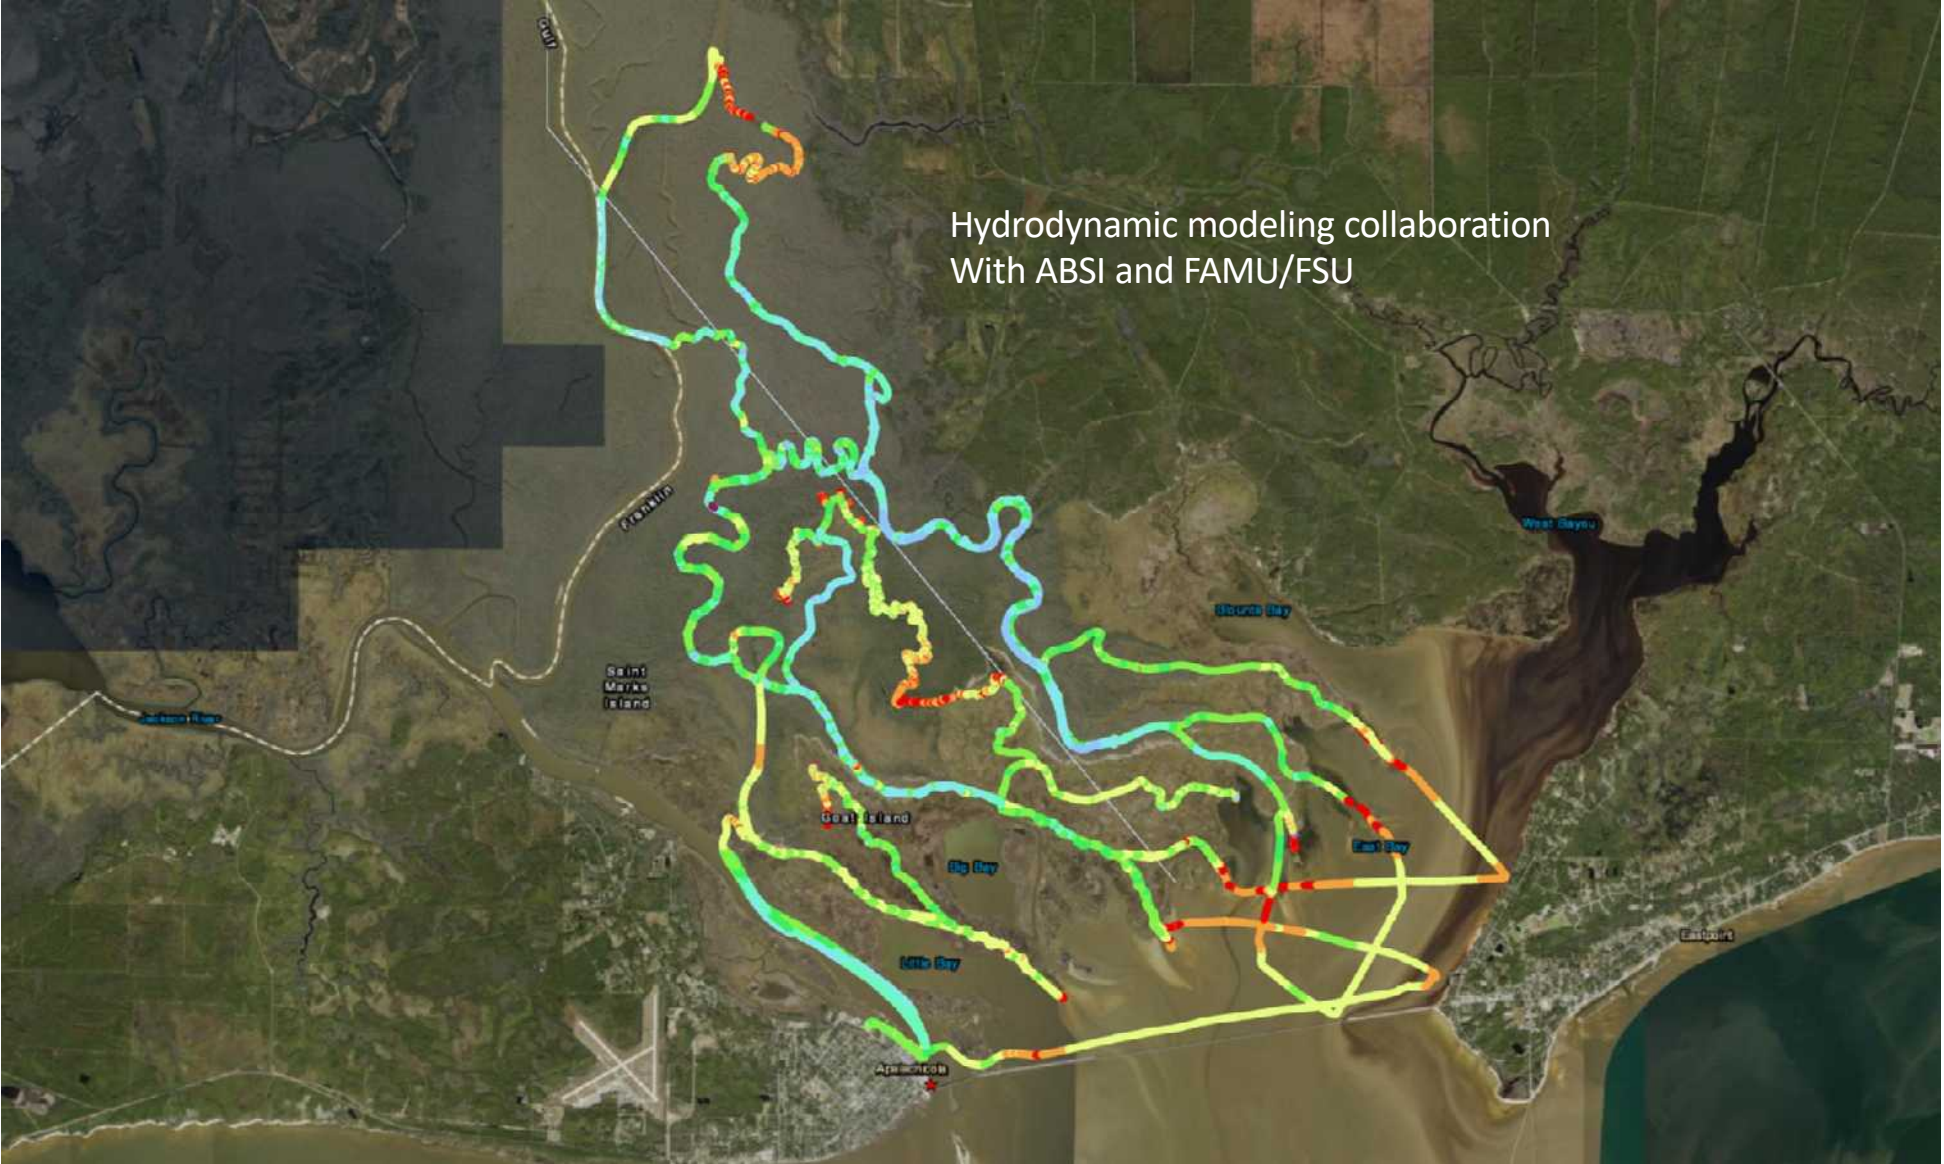 Gulf
Hydrodynamic modeling collaboration
With ABSI and FAMU/FSU
Franklin
West Bayou
Blounts Bay
Saint
Marks
Island
Jackson River
Goat Island
East Bay
Big Bay
Eastpoint
Little Bay
Apalachicola